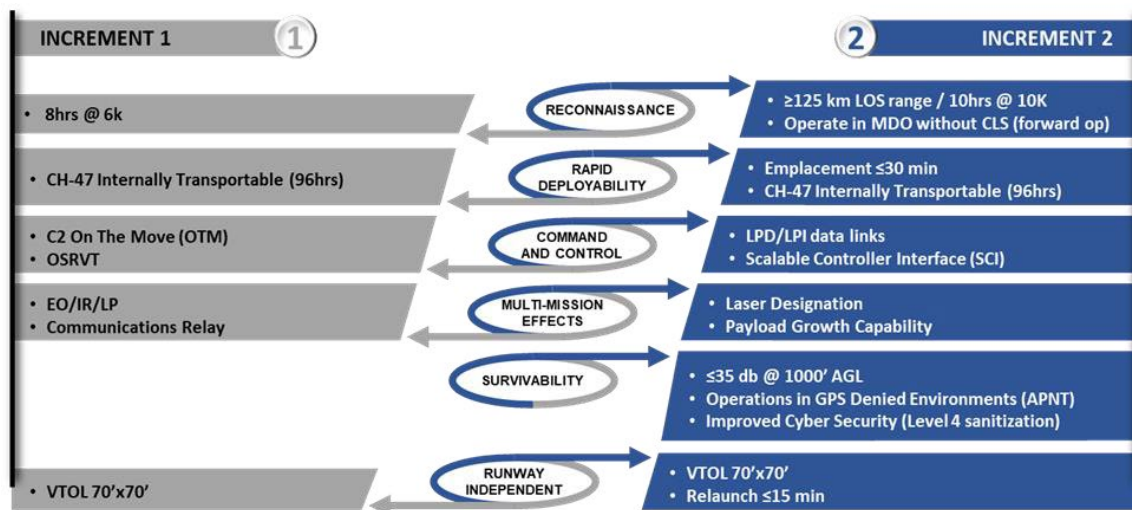 INCREMENT 1
1
2
INCREMENT 2
• 8hrs @ 6k
RECONNAISSANCE
• ≥125 km LOS range / 10hrs @ 10K
• Operate in MDO without CLS (forward op)
• CH-47 Internally Transportable (96hrs)
RAPID
DEPLOYABILITY
• Emplacement ≤30 min
• CH-47 Internally Transportable (96hrs)
• C2 On The Move (OTM)
• OSRVT
COMMAND
AND CONTROL
• LPD/LPI data links
• Scalable Controller Interface (SCI)
• EO/IR/LP
• Communications Relay
MULTI-MISSION
EFFECTS
• Laser Designation
• Payload Growth Capability
SURVIVABILITY
• ≤35 db @ 1000’ AGL
• Operations in GPS Denied Environments (APNT)
• Improved Cyber Security (Level 4 sanitization)
• VTOL 70’x70’
RUNWAY
INDEPENDENT
• VTOL 70’x70’
• Relaunch ≤15 min